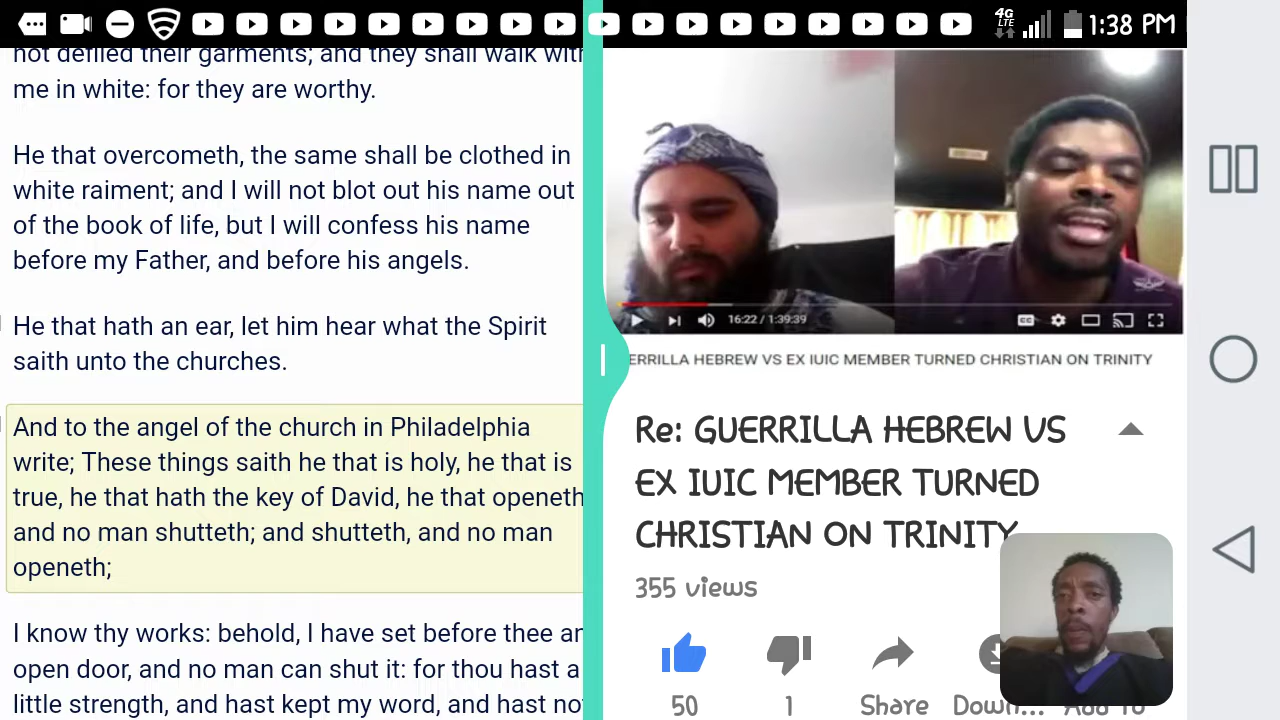 4G
LTE
1:38 PM
not defiled their garments; and they shall walk with
me in white: for they are worthy.
He that overcometh, the same shall be clothed in
white raiment; and I will not blot out his name out
of the book of life, but I will confess his name
before my Father, and before his angels.
He that hath an ear, let him hear what the Spirit
saith unto the churches.
And to the angel of the church in Philadelphia
write; These things saith he that is holy, he that is
true, he that hath the key of David, he that openeth
and no man shutteth; and shutteth, and no man
openeth;
I know thy works: behold, I have set before thee an
open door, and no man can shut it: for thou hast a
little strength, and hast kept my word, and hast not
16:22 / 1:39:39
CC
ERRILLA HEBREW VS EX IUIC MEMBER TURNED CHRISTIAN ON TRINITY
Re: GUERRILLA HEBREW VS
EX IUIC MEMBER TURNED
CHRISTIAN ON TRINITY
355 views
50
1
Share
Down...
Add To